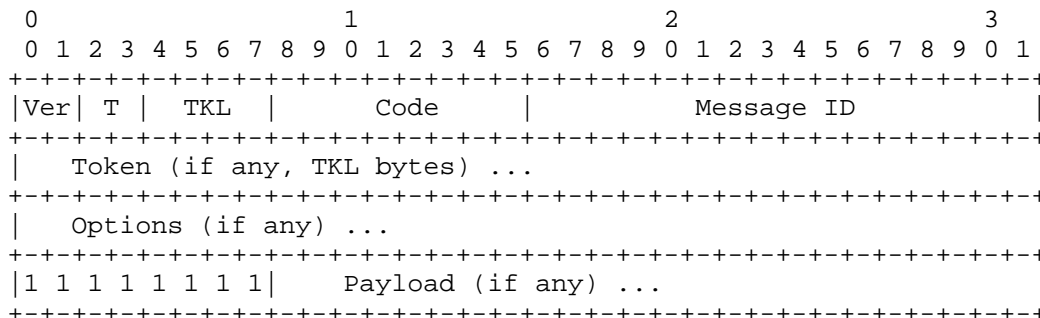 0                   1                   2                   3
 0 1 2 3 4 5 6 7 8 9 0 1 2 3 4 5 6 7 8 9 0 1 2 3 4 5 6 7 8 9 0 1
+-+-+-+-+-+-+-+-+-+-+-+-+-+-+-+-+-+-+-+-+-+-+-+-+-+-+-+-+-+-+-+-+
|Ver| T |  TKL  |      Code     |          Message ID           |
+-+-+-+-+-+-+-+-+-+-+-+-+-+-+-+-+-+-+-+-+-+-+-+-+-+-+-+-+-+-+-+-+
|   Token (if any, TKL bytes) ...
+-+-+-+-+-+-+-+-+-+-+-+-+-+-+-+-+-+-+-+-+-+-+-+-+-+-+-+-+-+-+-+-+
|   Options (if any) ...
+-+-+-+-+-+-+-+-+-+-+-+-+-+-+-+-+-+-+-+-+-+-+-+-+-+-+-+-+-+-+-+-+
|1 1 1 1 1 1 1 1|    Payload (if any) ...
+-+-+-+-+-+-+-+-+-+-+-+-+-+-+-+-+-+-+-+-+-+-+-+-+-+-+-+-+-+-+-+-+